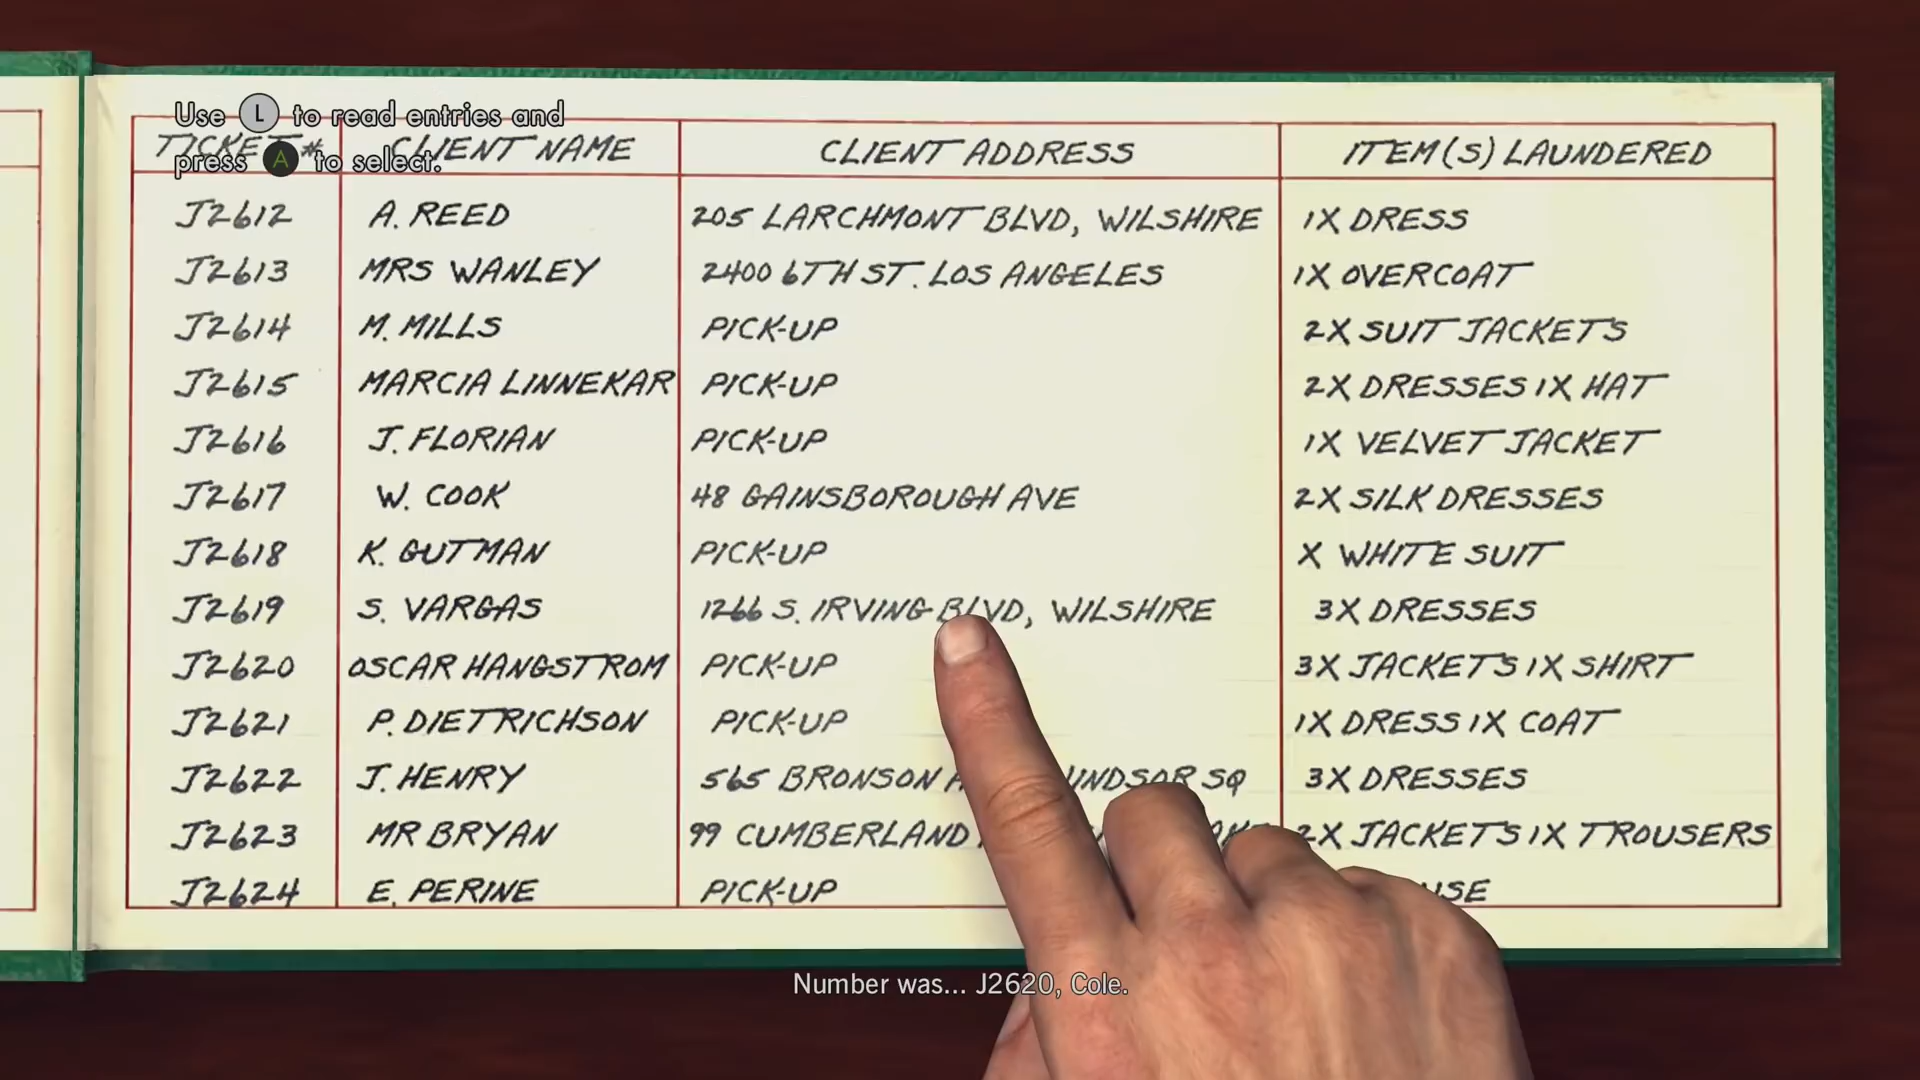 Use L to read entries and
press A to select.
TICKET # CLIENT NAME CLIENT ADDRESS ITEM(S) LAUNDERED
J2612 A. REED 205 LARCHMONT BLVD, WILSHIRE 1X DRESS
J2613 MRS WANLEY 2400 6TH ST. LOS ANGELES 1X OVERCOAT
J2614 M. MILLS PICK-UP 2X SUIT JACKETS
J2615 MARCIA LINNEKAR PICK-UP 2X DRESSES 1X HAT
J2616 J. FLORIAN PICK-UP 1X VELVET JACKET
J2617 W. COOK 48 GAINSBOROUGH AVE 2X SILK DRESSES
J2618 K. GUTMAN PICK-UP X WHITE SUIT
J2619 S. VARGAS 1266 S. IRVING BLVD, WILSHIRE 3X DRESSES
J2620 OSCAR HANGSTROM PICK-UP 3X JACKETS 1X SHIRT
J2621 P. DIETRICHSON PICK-UP 1X DRESS 1X COAT
J2622 J. HENRY 565 BRONSON SQ 3X DRESSES
J2623 MR BRYAN 99 CUMBERLAND 2X JACKETS 1X TROUSERS
J2624 E. PERINE PICK-UP
Number was... J2620, Cole.